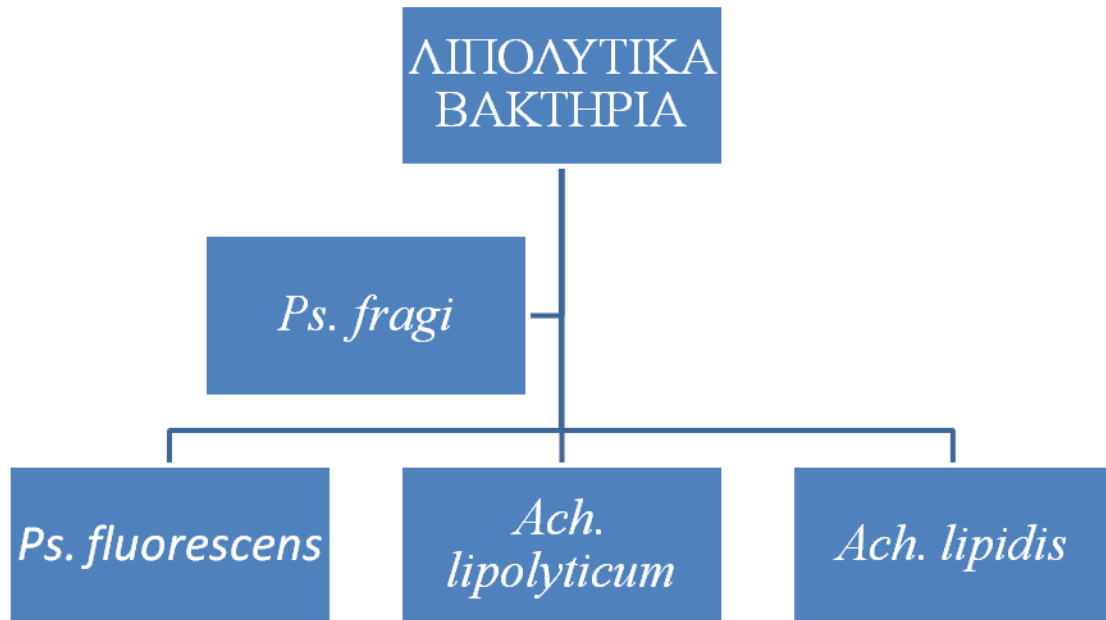 ΛΙΠΟΛΥΤΙΚΑ
ΒΑΚΤΗΡΙΑ
Ps. fragi
Ps. fluorescens
Ach.
lipolyticum
Ach. lipidis